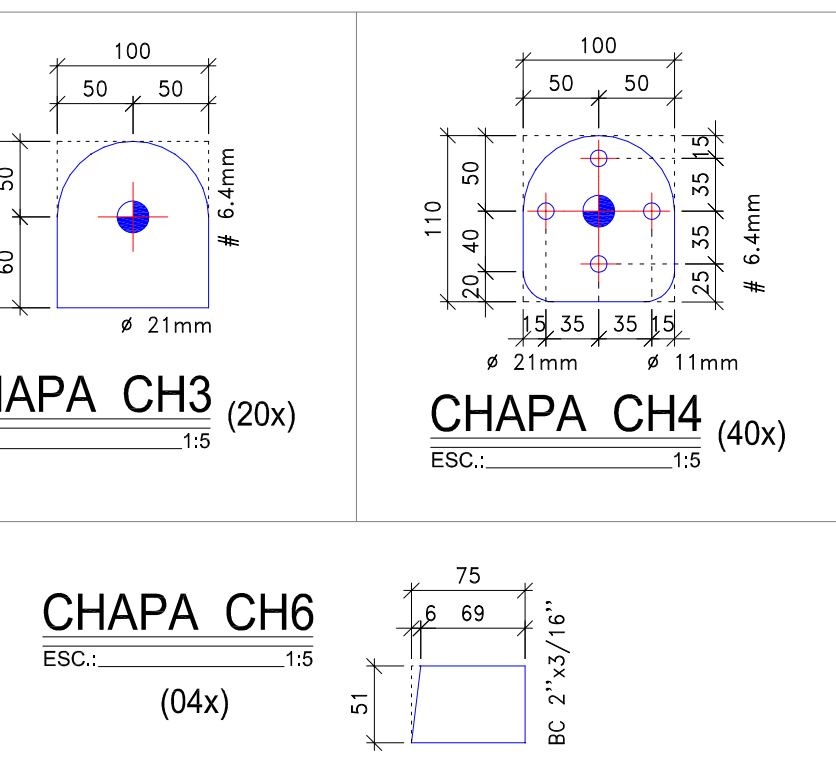 100
50 50
50
60
# 6.4mm
ø 21mm
CHAPA CH3 (20x)
1:5
100
50 50
110
50
40
20
15
35
35
25
# 6.4mm
15 35 35 15
ø 21mm ø 11mm
CHAPA CH4 (40x)
ESC.: 1:5
CHAPA CH6
ESC.: 1:5
(04x)
75
6 69
51
BC 2"x3/16"